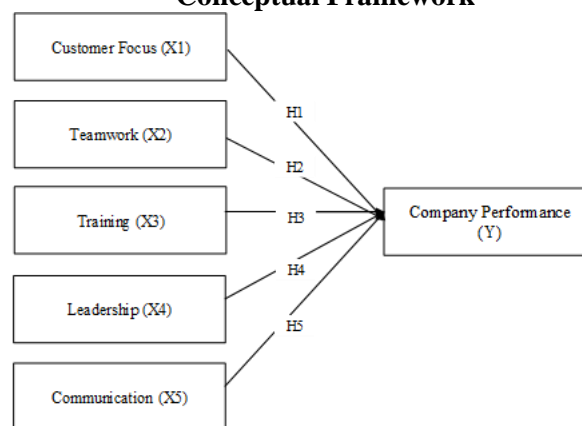 Conceptual Framework
Customer Focus (X1)
H1
Teamwork (X2)
H2
Training (X3)
H3
Company Performance
(Y)
Leadership (X4)
H4
H5
Communication (X5)